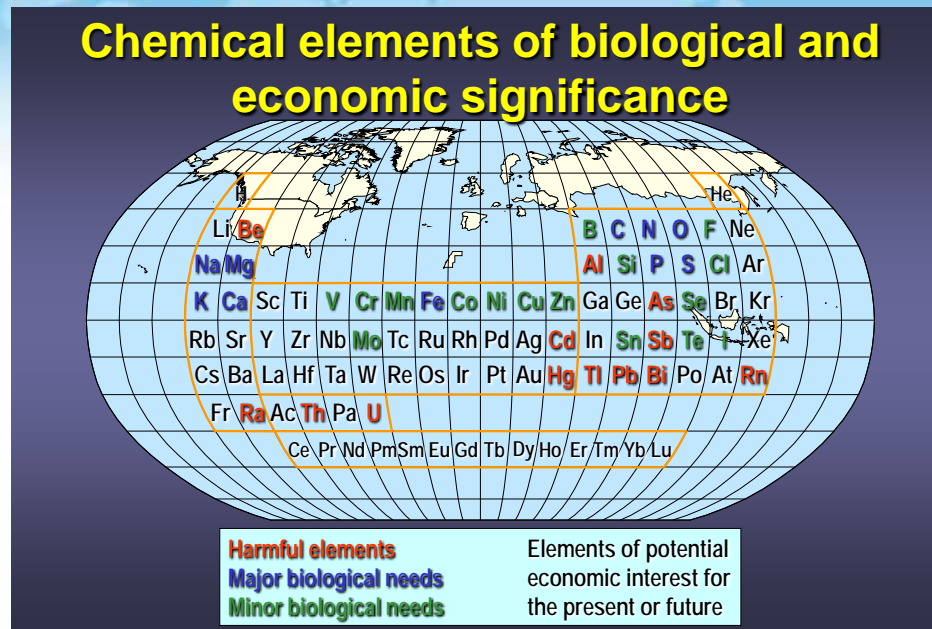 Chemical elements of biological and
economic significance
H He
Li Be B C N O F Ne
Na Mg Al Si P S Cl Ar
K Ca Sc Ti V Cr Mn Fe Co Ni Cu Zn Ga Ge As Se Br Kr
Rb Sr Y Zr Nb Mo Tc Ru Rh Pd Ag Cd In Sn Sb Te I Xe
Cs Ba La Hf Ta W Re Os Ir Pt Au Hg Tl Pb Bi Po At Rn
Fr Ra Ac Th Pa U
Ce Pr Nd Pm Sm Eu Gd Tb Dy Ho Er Tm Yb Lu
Harmful elements
Major biological needs
Minor biological needs
Elements of potential
economic interest for
the present or future